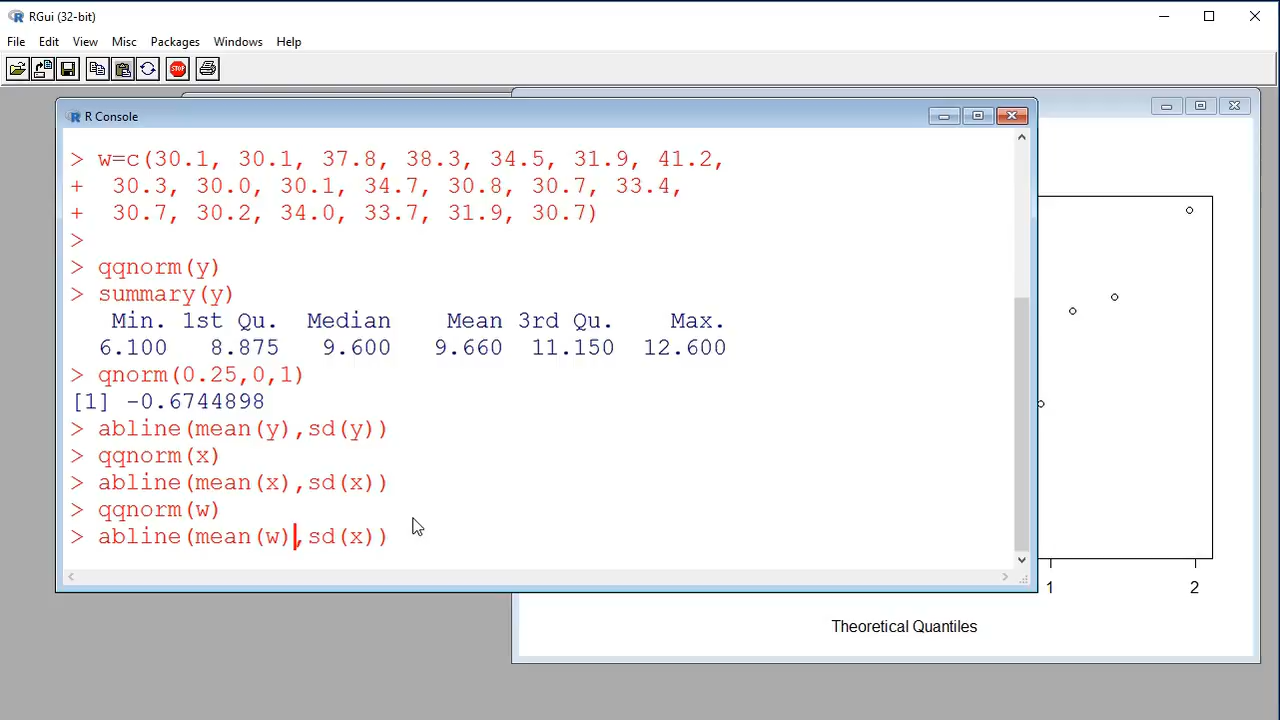 RGui (32-bit)
File Edit View Misc Packages Windows Help
STOP
R Console
> w=c(30.1, 30.1, 37.8, 38.3, 34.5, 31.9, 41.2,
+ 30.3, 30.0, 30.1, 34.7, 30.8, 30.7, 33.4,
+ 30.7, 30.2, 34.0, 33.7, 31.9, 30.7)
>
> qqnorm(y)
> summary(y)
Min. 1st Qu. Median Mean 3rd Qu. Max.
6.100 8.875 9.600 9.660 11.150 12.600
> qnorm(0.25,0,1)
[1] -0.6744898
> abline(mean(y),sd(y))
> qqnorm(x)
> abline(mean(x),sd(x))
> qqnorm(w)
> abline(mean(w),sd(x))
1 2
Theoretical Quantiles